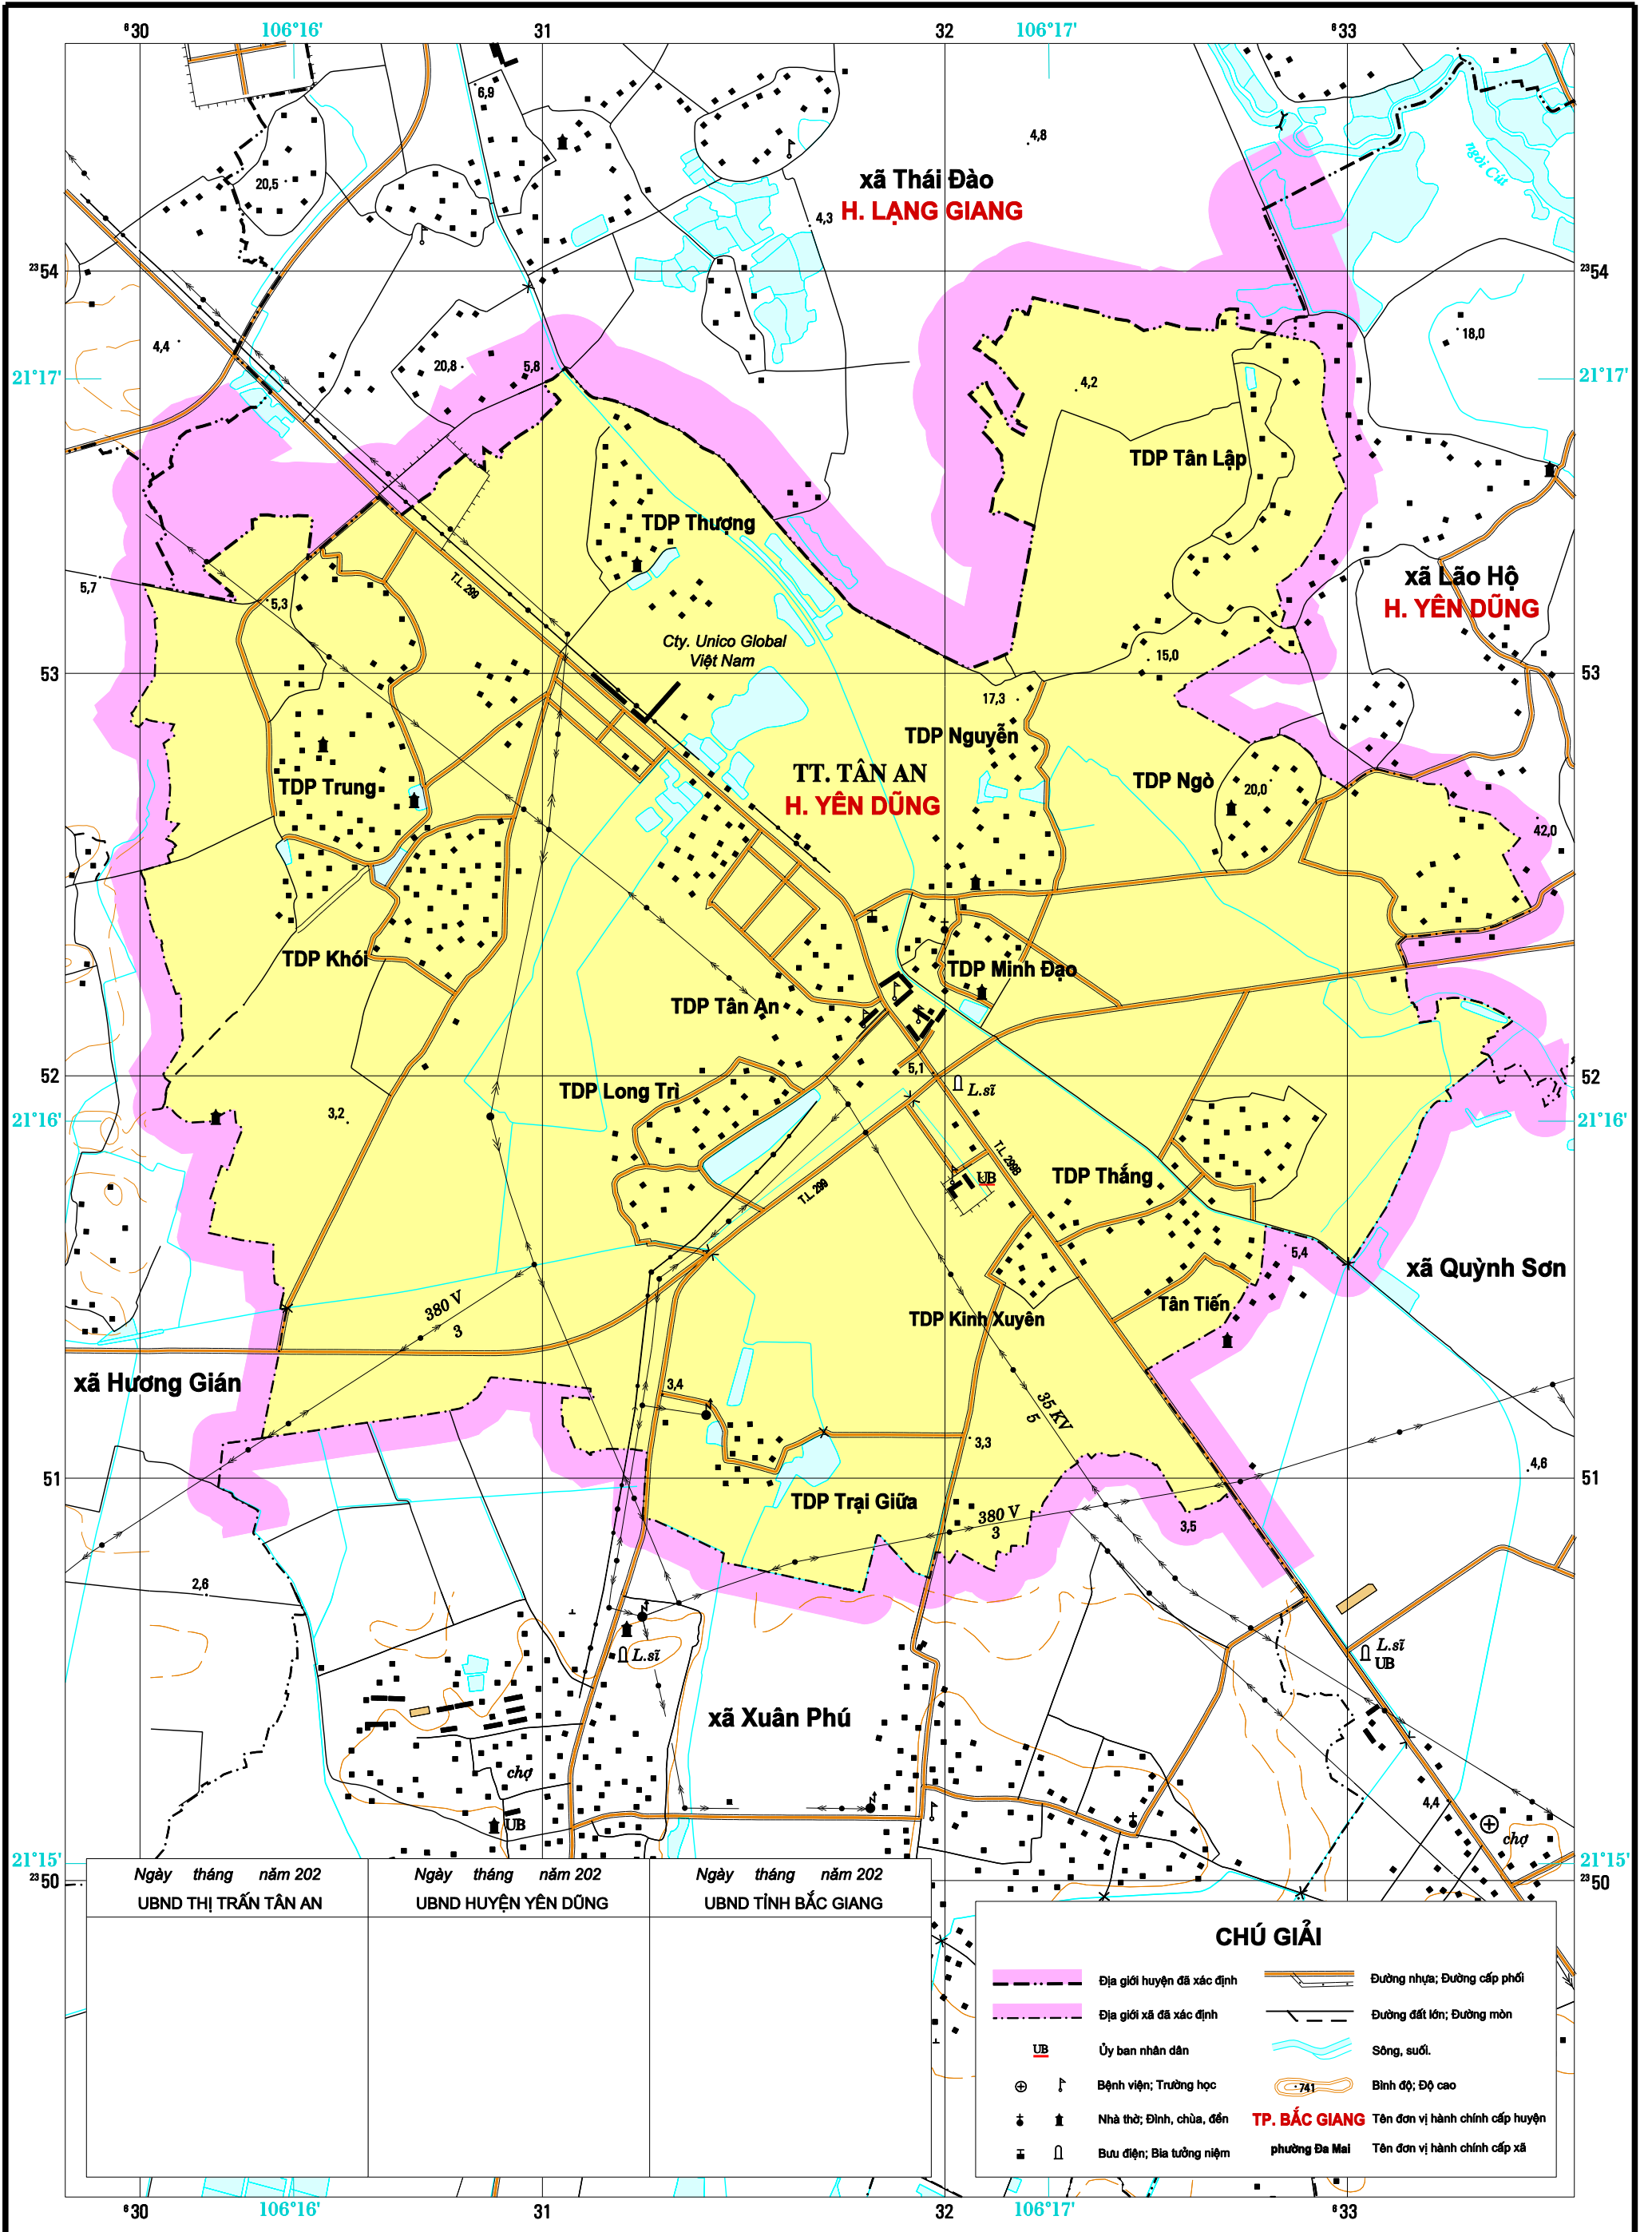 ⁶30 106°16' 31 32 106°17' ⁶33
6,9
4,8
ngòi Cút
20,5
xã Thái Đào
H. LẠNG GIANG
4,3
²³54 ²³54
4,4
18,0
20,8 5,8
21°17' 21°17'
4,2
TDP Tân Lập
TDP Thượng
5,7
T.L 299
xã Lão Hộ
H. YÊN DŨNG
5,3
Cty. Unico Global
Việt Nam
15,0
53 53
17,3
TDP Nguyễn
TT. TÂN AN
H. YÊN DŨNG
TDP Ngò
20,0
TDP Trung
42,0
TDP Khói
TDP Minh Đạo
TDP Tân An
5,1
52 52
TDP Long Trì
L.sĩ
3,2
21°16' 21°16'
T.L 299B
TDP Thắng
UB
T.L 299
5,4
xã Quỳnh Sơn
380 V
3
Tân Tiến
TDP Kinh Xuyên
xã Hương Gián
3,4
35 KV
5
3,3
4,6
51 51
TDP Trại Giữa
380 V
3
3,5
2,6
L.sĩ
L.sĩ
UB
xã Xuân Phú
chợ
4,4
UB
chợ
21°15' 21°15'
²³50 ²³50
Ngày tháng năm 202
UBND THỊ TRẤN TÂN AN
Ngày tháng năm 202
UBND HUYỆN YÊN DŨNG
Ngày tháng năm 202
UBND TỈNH BẮC GIANG
CHÚ GIẢI
Địa giới huyện đã xác định
Đường nhựa; Đường cấp phối
Địa giới xã đã xác định
Đường đất lớn; Đường mòn
UB Ủy ban nhân dân
Sông, suối.
Bệnh viện; Trường học
741 Bình độ; Độ cao
Nhà thờ; Đình, chùa, đền
TP. BẮC GIANG Tên đơn vị hành chính cấp huyện
Bưu điện; Bia tưởng niệm
phường Đa Mai Tên đơn vị hành chính cấp xã
⁶30 106°16' 31 32 106°17' ⁶33